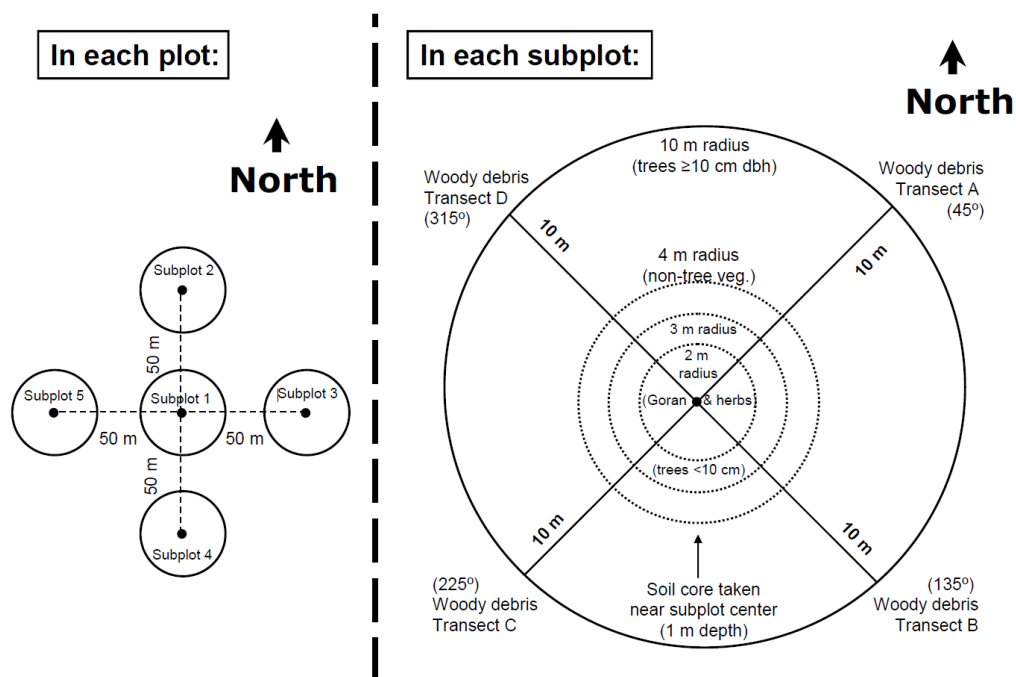 In each plot:
North
Subplot 2
50 m
Subplot 5
Subplot 1
Subplot 3
50 m
50 m
50 m
Subplot 4
In each subplot:
North
10 m radius
(trees ≥10 cm dbh)
Woody debris
Transect D
(315º)
Woody debris
Transect A
(45º)
10 m
10 m
4 m radius
(non-tree veg.)
3 m radius
2 m
radius
(Goran & herbs)
(trees <10 cm)
10 m
10 m
(225º)
Woody debris
Transect C
Soil core taken
near subplot center
(1 m depth)
(135º)
Woody debris
Transect B